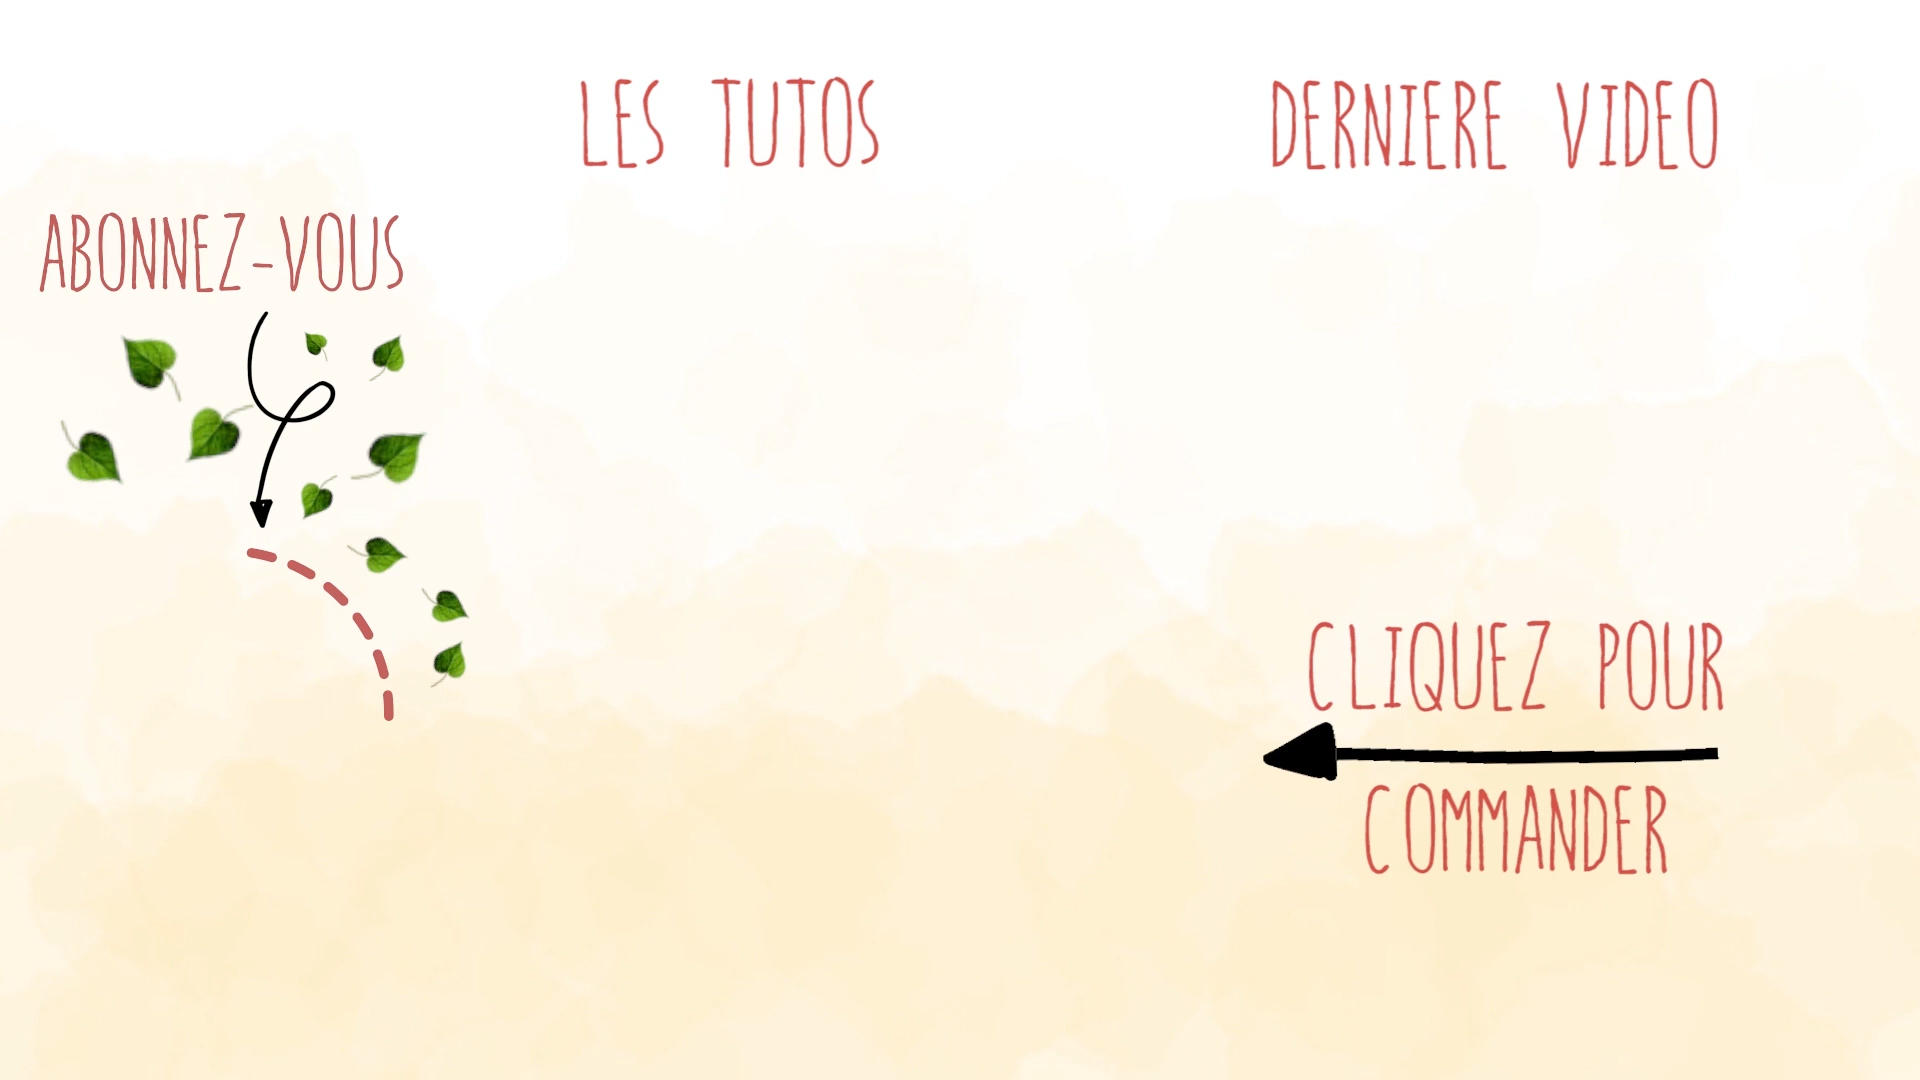 LES TUTOS
DERNIERE VIDEO
ABONNEZ-VOUS
CLIQUEZ POUR
COMMANDER